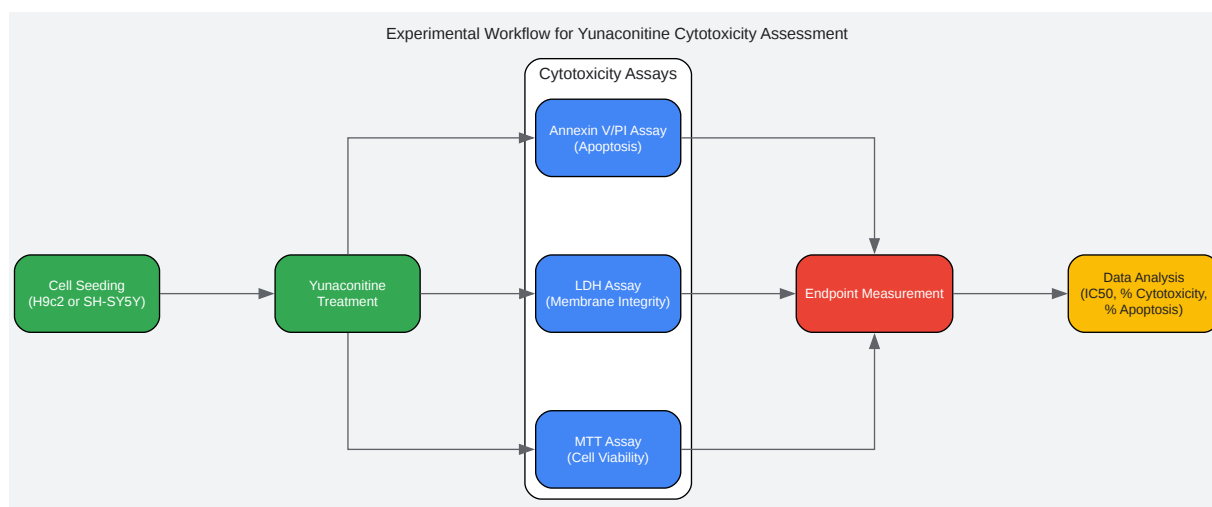 Experimental Workflow for Yunaconitine Cytotoxicity Assessment
Cytotoxicity Assays
Annexin V/PI Assay
(Apoptosis)
Cell Seeding
(H9c2 or SH-SY5Y)
Yunaconitine
Treatment
LDH Assay
(Membrane Integrity)
Endpoint Measurement
Data Analysis
(IC50, % Cytotoxicity,
% Apoptosis)
MTT Assay
(Cell Viability)